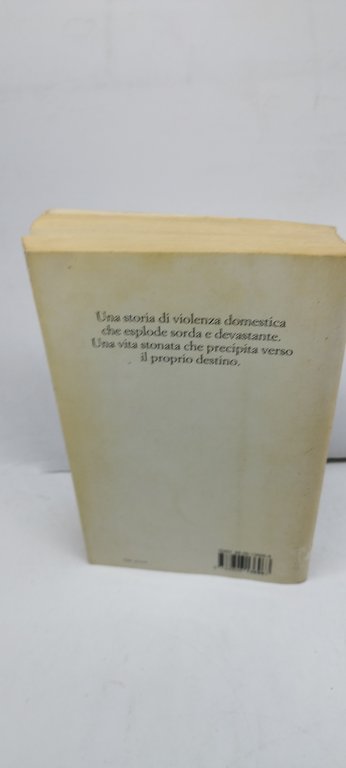 Una storia di violenza domestica
che esplode sorda e devastante.
Una vita stonata che precipita verso
il proprio destino.